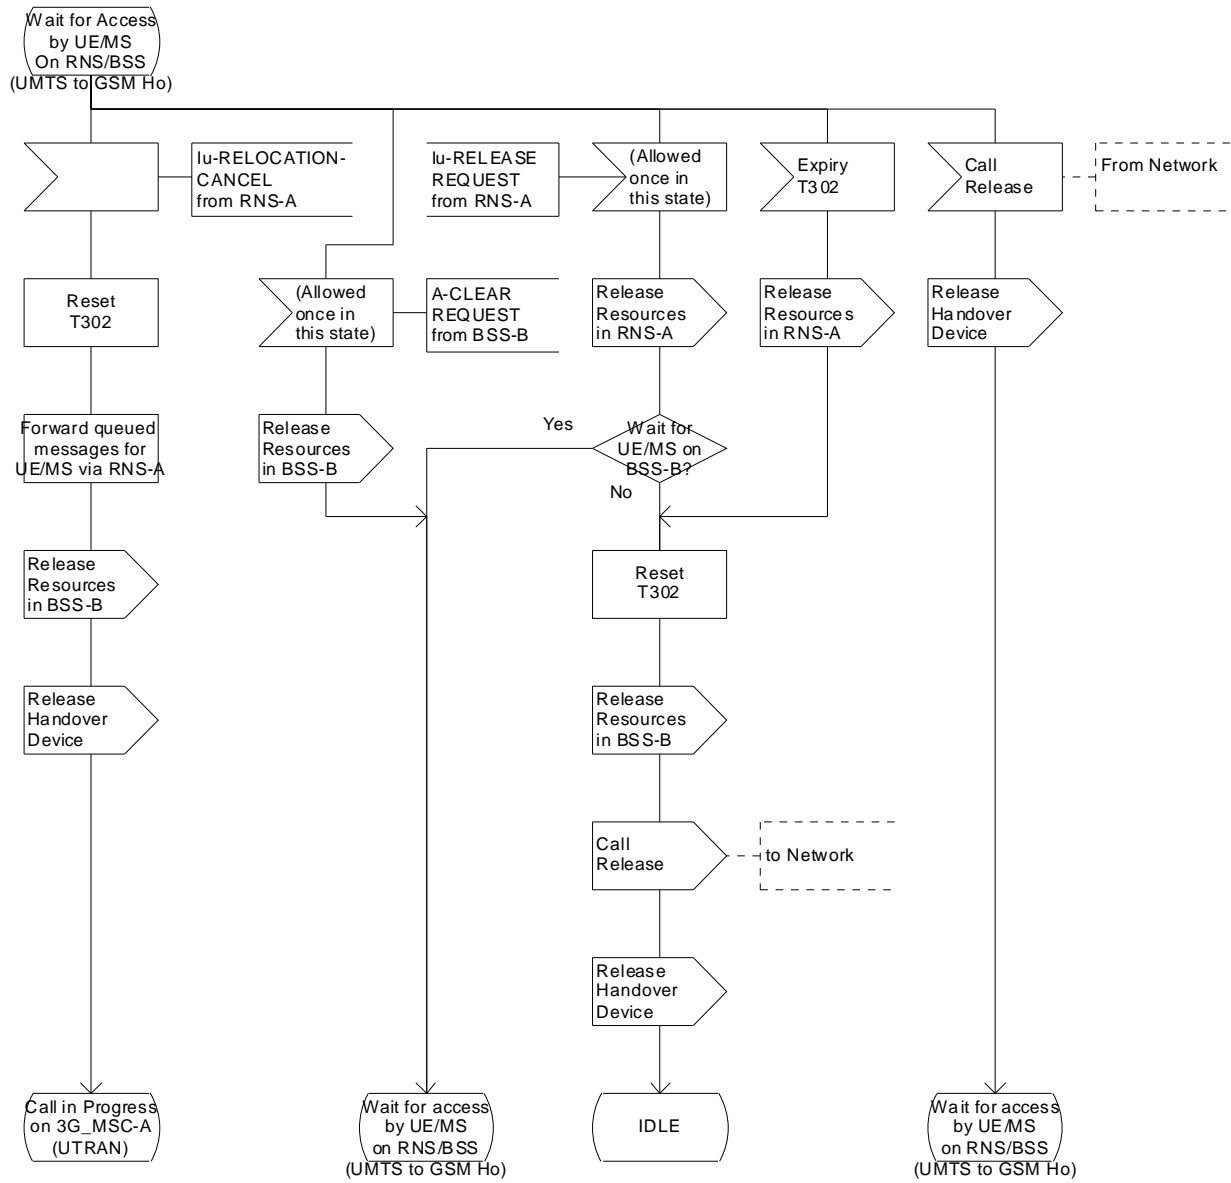 Wait for Access
by UE/MS
On RNS/BSS
(UMTS to GSM Ho)
Iu-RELOCATION-
CANCEL
from RNS-A
Iu-RELEASE
REQUEST
from RNS-A
(Allowed
once in
this state)
Expiry
T302
Call
Release
From Network
Reset
T302
(Allowed
once in
this state)
A-CLEAR
REQUEST
from BSS-B
Release
Resources
in RNS-A
Release
Resources
in RNS-A
Release
Handover
Device
Forward queued
messages for
UE/MS via RNS-A
Release
Resources
in BSS-B
Yes
Wait for
UE/MS on
BSS-B?
No
Release
Resources
in BSS-B
Reset
T302
Release
Handover
Device
Release
Resources
in BSS-B
Call
Release
to Network
Release
Handover
Device
Call in Progress
on 3G_MSC-A
(UTRAN)
Wait for access
by UE/MS
on RNS/BSS
(UMTS to GSM Ho)
IDLE
Wait for access
by UE/MS
on RNS/BSS
(UMTS to GSM Ho)